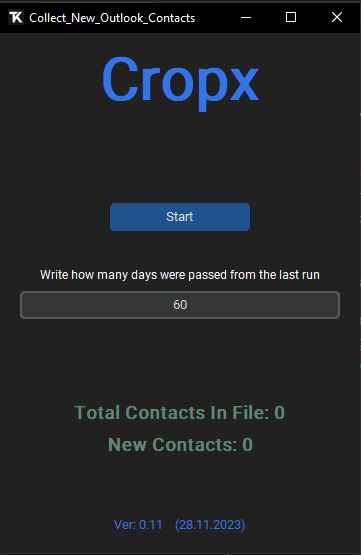 Collect_New_Outlook_Contacts
Cropx
Start
Write how many days were passed from the last run
60
Total Contacts In File: 0
New Contacts: 0
Ver: 0.11 (28.11.2023)